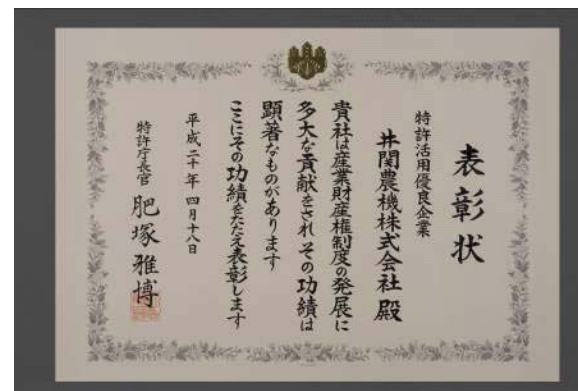 表彰状
特許活用優良企業
井関農機株式会社 殿
貴社は産業財産権制度の発展に
多大な貢献をされその功績は
顕著なものがあります
ここにその功績をたたえ表彰します
平成二十年 四月十八日
特許庁長官 肥塚 雅博